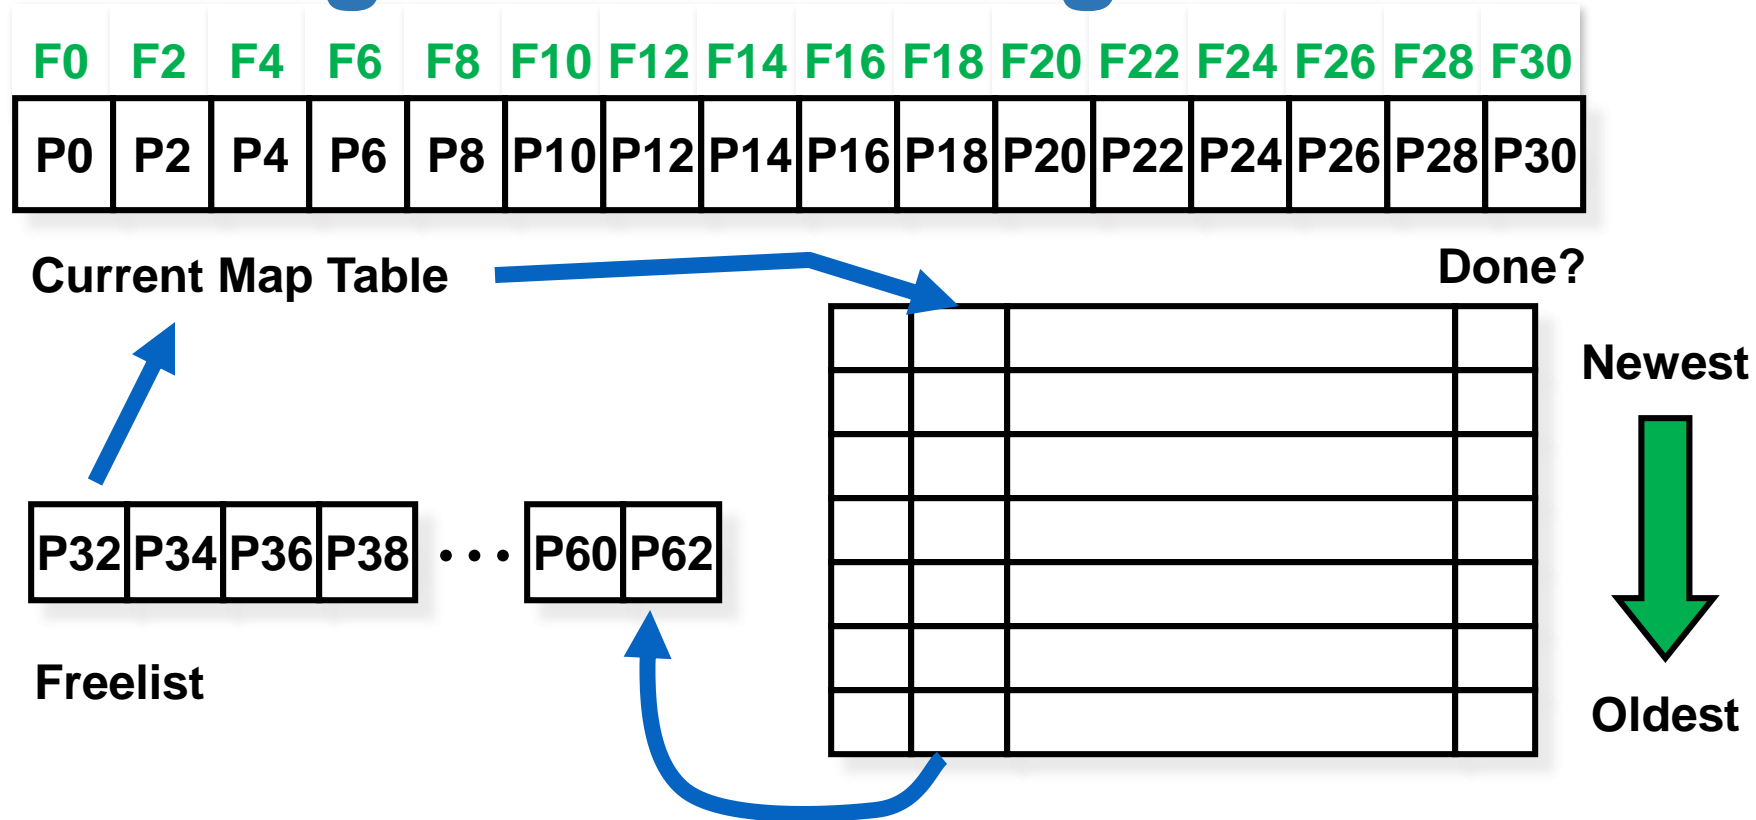 F0 F2 F4 F6 F8 F10 F12 F14 F16 F18 F20 F22 F24 F26 F28 F30
P0 P2 P4 P6 P8 P10 P12 P14 P16 P18 P20 P22 P24 P26 P28 P30
Current Map Table
Done?
Newest
P32 P34 P36 P38 ... P60 P62
Freelist
Oldest